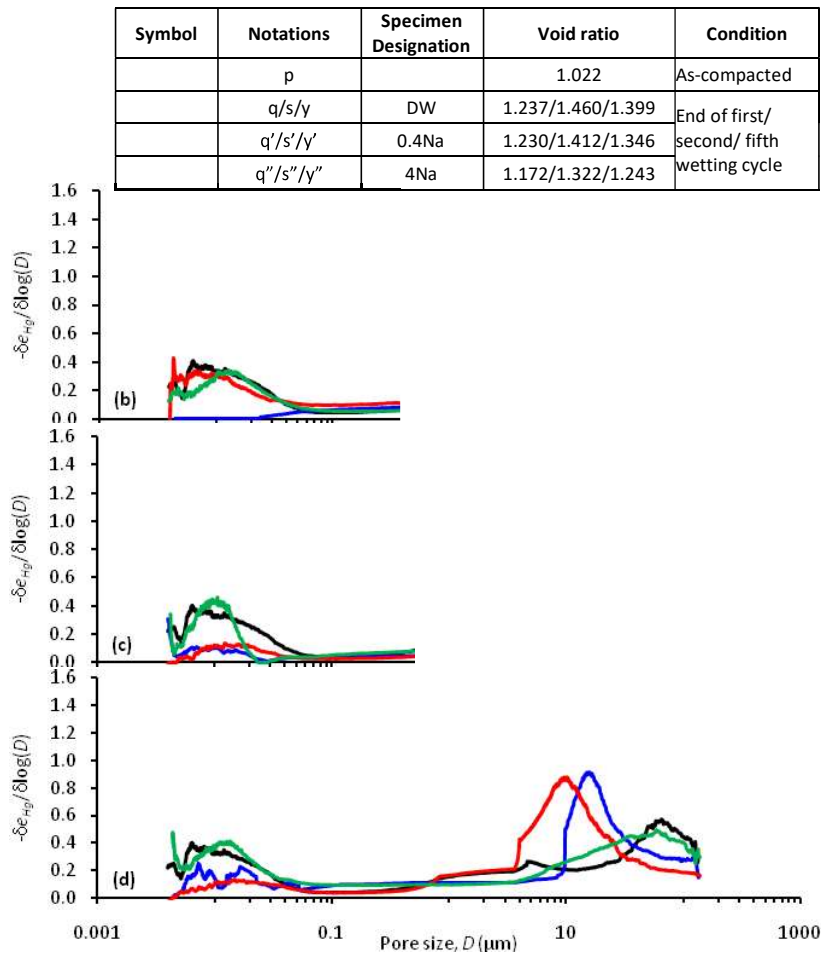 Symbol Notations Specimen Designation Void ratio Condition
p 1.022 As-compacted
q/s/y DW 1.237/1.460/1.399 End of first/ second/ fifth wetting cycle
q’/s’/y’ 0.4Na 1.230/1.412/1.346
q”/s”/y” 4Na 1.172/1.322/1.243
1.6
1.4
1.2
1.0
0.8
0.6
0.4
0.2
0.0
-δeHg/δlog(D)
(b)
1.6
1.4
1.2
1.0
0.8
0.6
0.4
0.2
0.0
-δeHg/δlog(D)
(c)
1.6
1.4
1.2
1.0
0.8
0.6
0.4
0.2
0.0
-δeHg/δlog(D)
(d)
0.001 0.1 10 1000
Pore size, D (μm)